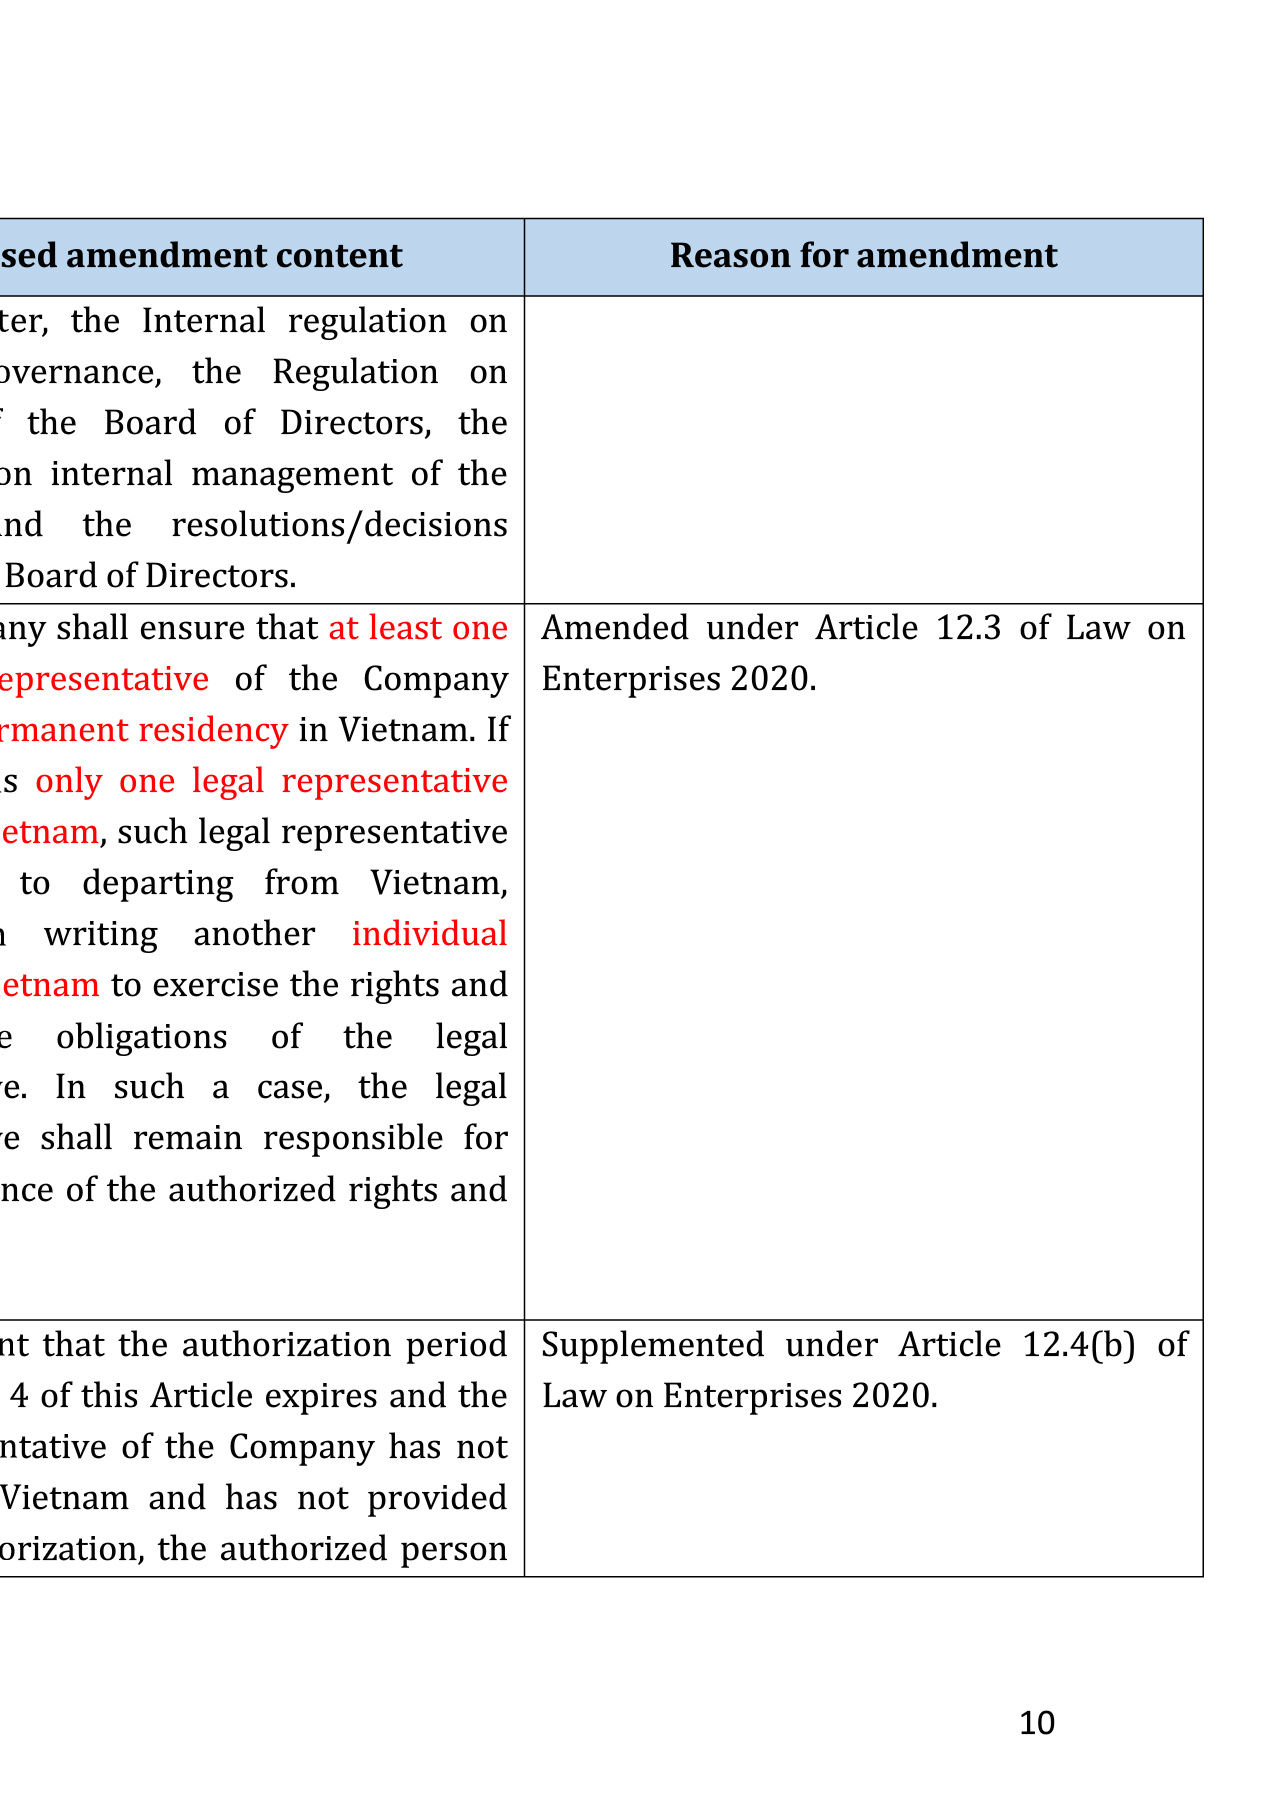 sed amendment content
Reason for amendment
ter, the Internal regulation on
overnance, the Regulation on
the Board of Directors, the
on internal management of the
nd the resolutions/decisions
Board of Directors.
any shall ensure that at least one
epresentative of the Company
rmanent residency in Vietnam. If
s only one legal representative
etnam, such legal representative
to departing from Vietnam,
writing another individual
etnam to exercise the rights and
e obligations of the legal
ve. In such a case, the legal
ve shall remain responsible for
nce of the authorized rights and
Amended under Article 12.3 of Law on
Enterprises 2020.
nt that the authorization period
4 of this Article expires and the
ntative of the Company has not
Vietnam and has not provided
orization, the authorized person
Supplemented under Article 12.4(b) of
Law on Enterprises 2020.
10